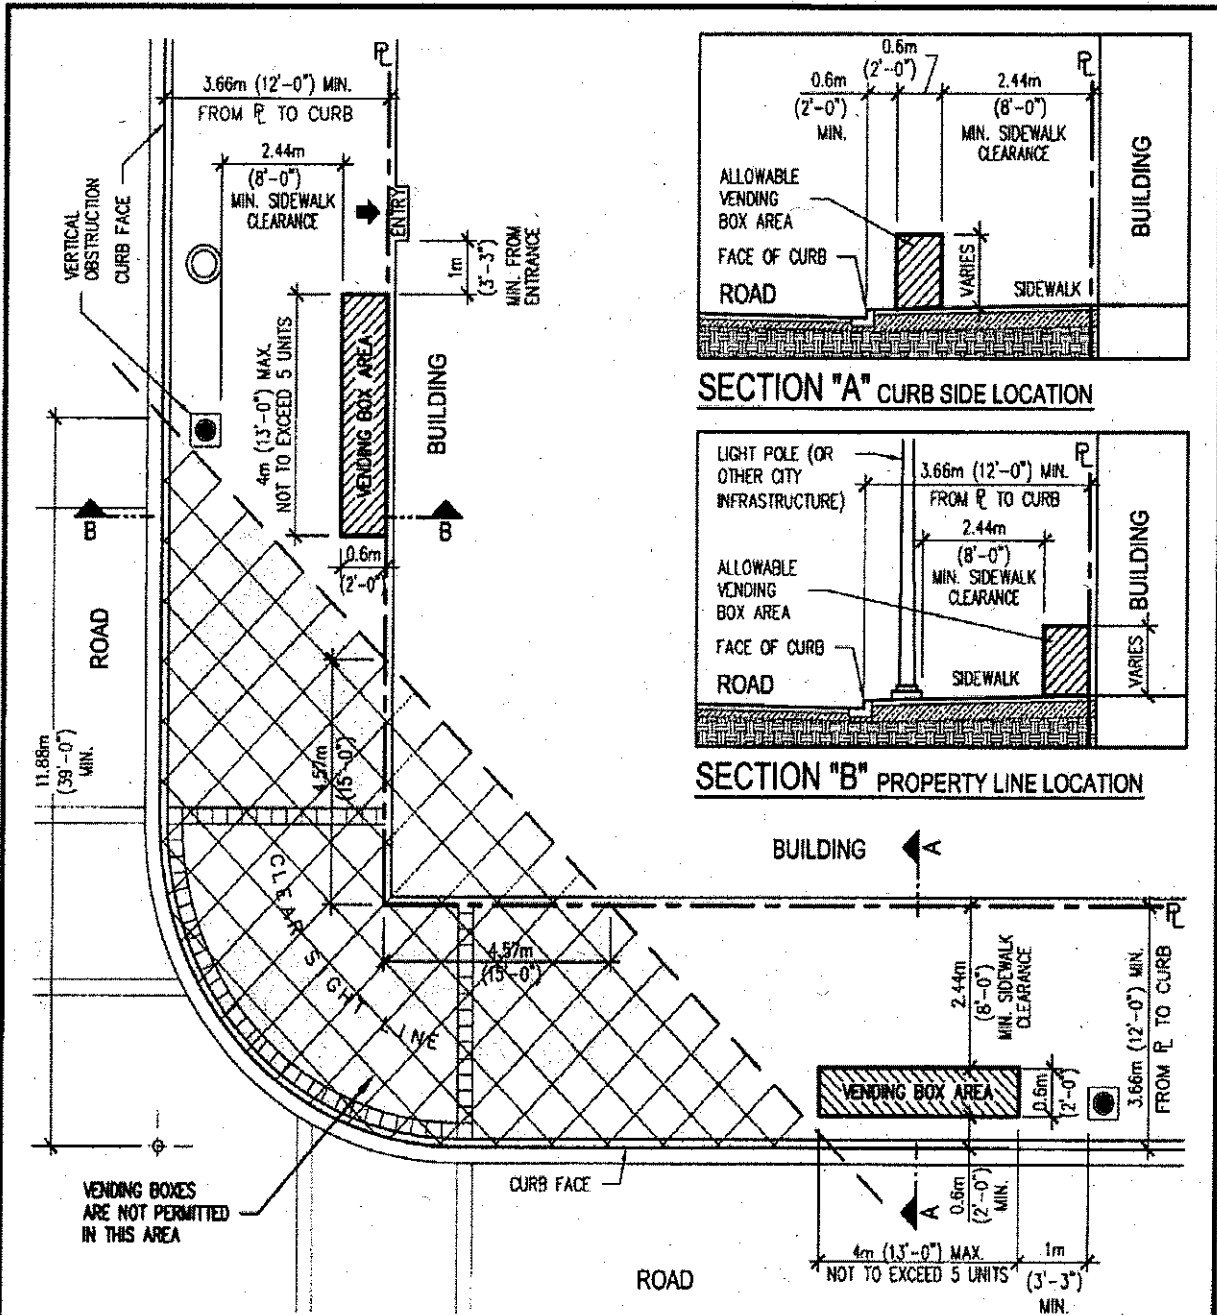 PL
3.66m (12'-0") MIN.
FROM PL TO CURB
2.44m
(8'-0")
MIN. SIDEWALK
CLEARANCE
VERTICAL
OBSTRUCTION
CURB FACE
ENTRY
1m
(3'-3")
MIN. FROM
ENTRANCE
4m (13'-0") MAX.
NOT TO EXCEED 5 UNITS
VENDING BOX AREA
BUILDING
B
B
0.6m
(2'-0")
ROAD
11.88m
(39'-0")
MIN.
4.57m
(15'-0")
CLEAR SIGHT LINE
4.57m
(15'-0")
VENDING BOXES
ARE NOT PERMITTED
IN THIS AREA
CURB FACE
ROAD
0.6m
(2'-0")
0.6m
(2'-0")
MIN.
2.44m
(8'-0")
MIN. SIDEWALK
CLEARANCE
PL
ALLOWABLE
VENDING
BOX AREA
FACE OF CURB
ROAD
VARIES
SIDEWALK
BUILDING
SECTION "A" CURB SIDE LOCATION
LIGHT POLE (OR
OTHER CITY
INFRASTRUCTURE)
PL
3.66m (12'-0") MIN.
FROM PL TO CURB
2.44m
(8'-0")
MIN. SIDEWALK
CLEARANCE
ALLOWABLE
VENDING
BOX AREA
FACE OF CURB
ROAD
SIDEWALK
VARIES
BUILDING
SECTION "B" PROPERTY LINE LOCATION
BUILDING
A
PL
2.44m
(8'-0")
MIN. SIDEWALK
CLEARANCE
3.66m (12'-0") MIN.
FROM PL TO CURB
VENDING BOX AREA
0.6m
(2'-0")
A
0.6m
(2'-0")
MIN.
4m (13'-0") MAX.
NOT TO EXCEED 5 UNITS
1m
(3'-3")
MIN.